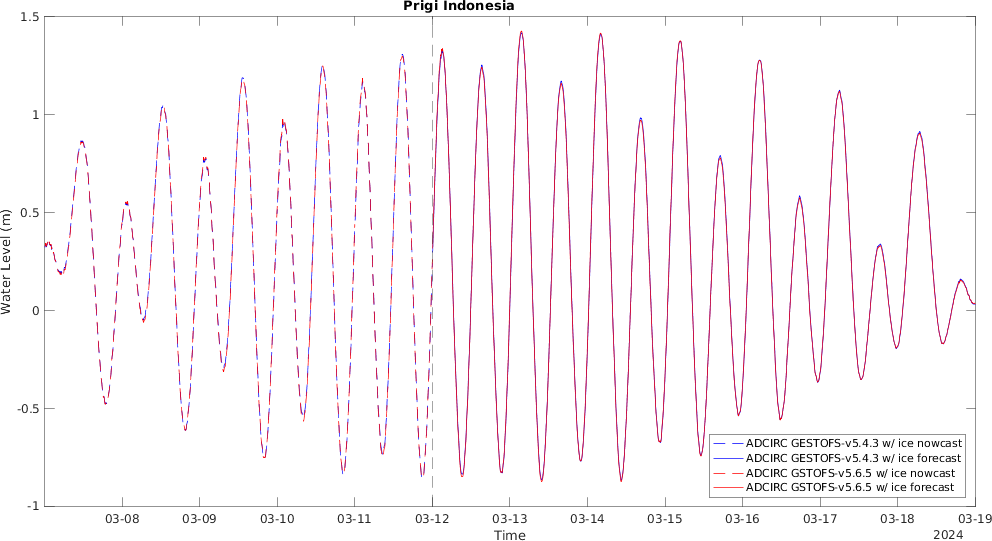 Prigi Indonesia
Water Level (m)
1.5
1
0.5
0
-0.5
-1
ADCIRC GESTOFS-v5.4.3 w/ ice nowcast
ADCIRC GESTOFS-v5.4.3 w/ ice forecast
ADCIRC GSTOFS-v5.6.5 w/ ice nowcast
ADCIRC GSTOFS-v5.6.5 w/ ice forecast
03-08 03-09 03-10 03-11 03-12 03-13 03-14 03-15 03-16 03-17 03-18 03-19
Time
2024